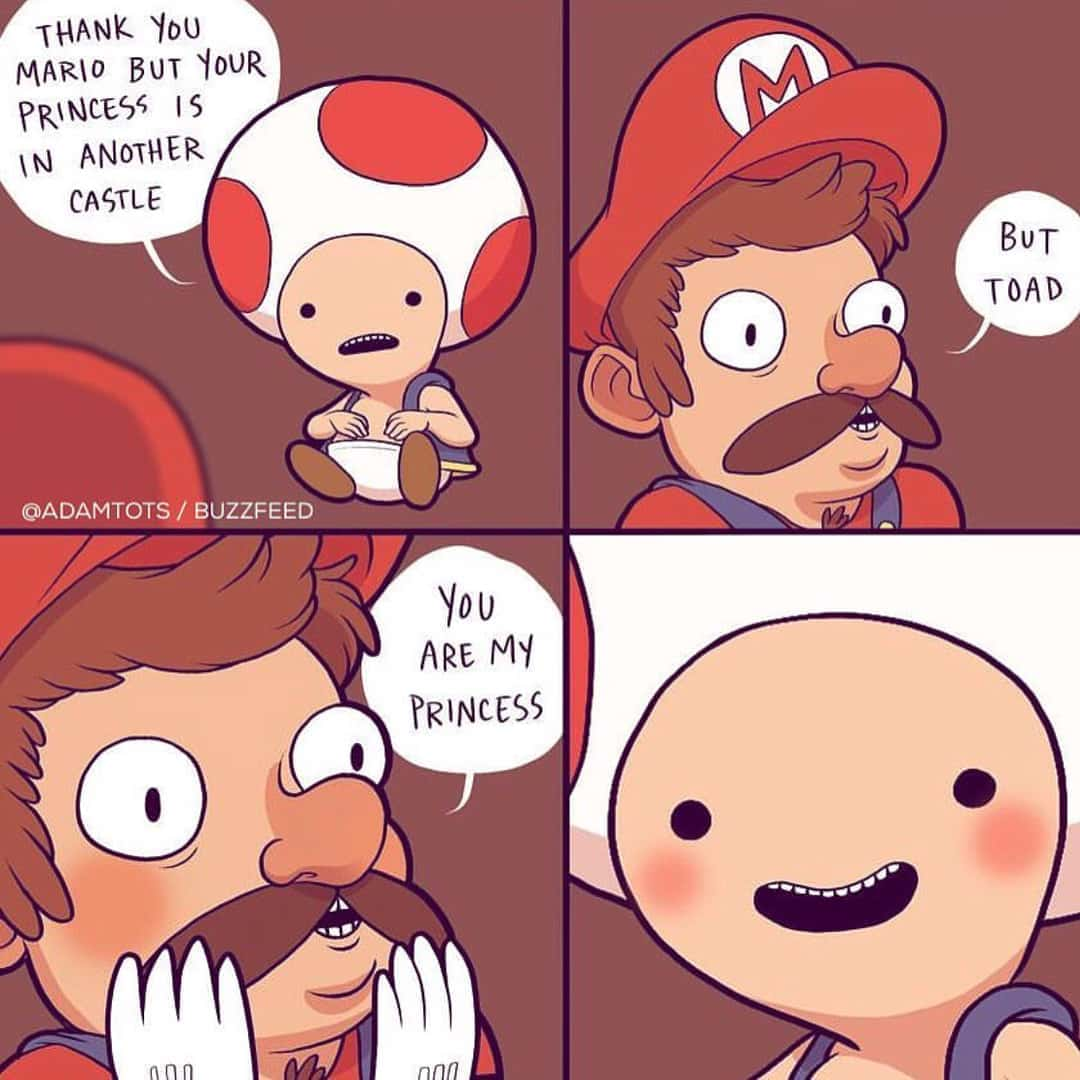 THANK YOU
MARIO BUT YOUR
PRINCESS IS
IN ANOTHER
CASTLE
@ADAMTOTS / BUZZFEED
M
BUT
TOAD
YOU
ARE MY
PRINCESS